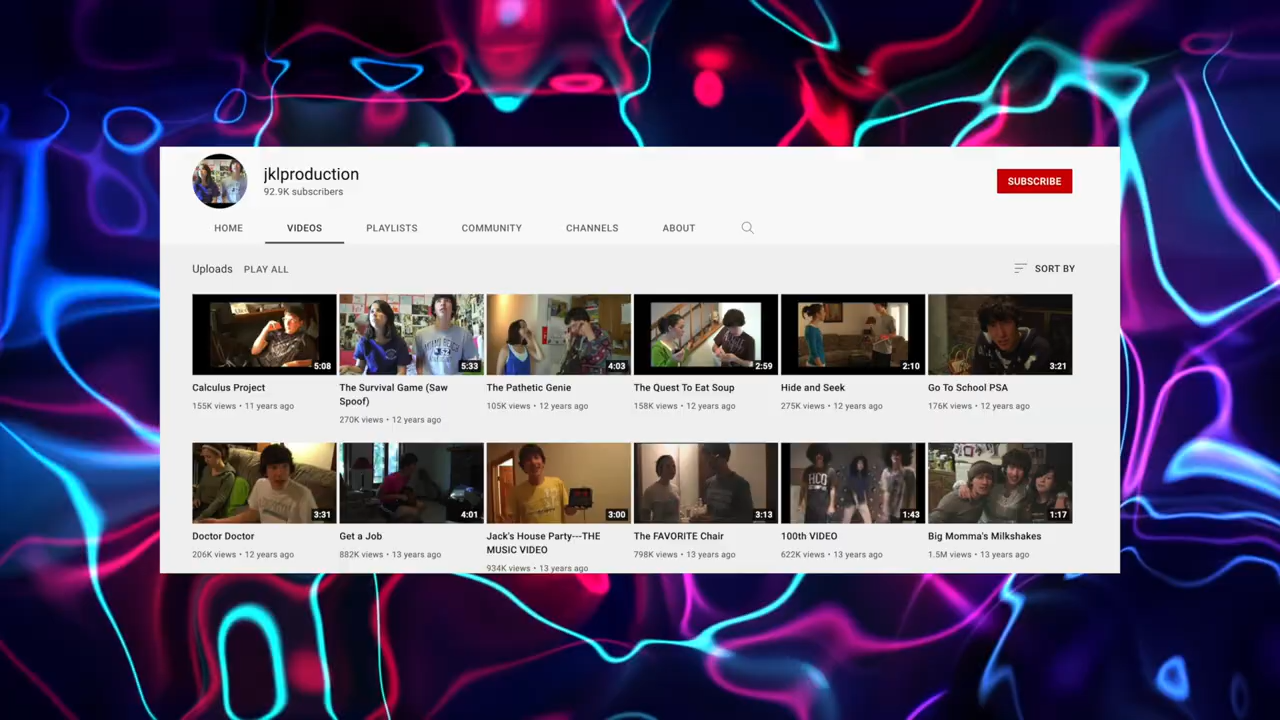 jklproduction
92.9K subscribers
SUBSCRIBE
HOME VIDEOS PLAYLISTS COMMUNITY CHANNELS ABOUT
Uploads PLAY ALL
SORT BY
5:08
5:33
4:03
2:59
2:10
3:21
Calculus Project
155K views • 11 years ago
The Survival Game (Saw
Spoof)
270K views • 12 years ago
The Pathetic Genie
105K views • 12 years ago
The Quest To Eat Soup
158K views • 12 years ago
Hide and Seek
275K views • 12 years ago
Go To School PSA
176K views • 12 years ago
3:31
4:01
3:00
3:13
HCO
1:43
1:17
Doctor Doctor
206K views • 12 years ago
Get a Job
882K views • 13 years ago
Jack's House Party---THE
MUSIC VIDEO
934K views • 13 years ago
The FAVORITE Chair
798K views • 13 years ago
100th VIDEO
622K views • 13 years ago
Big Momma's Milkshakes
1.5M views • 13 years ago